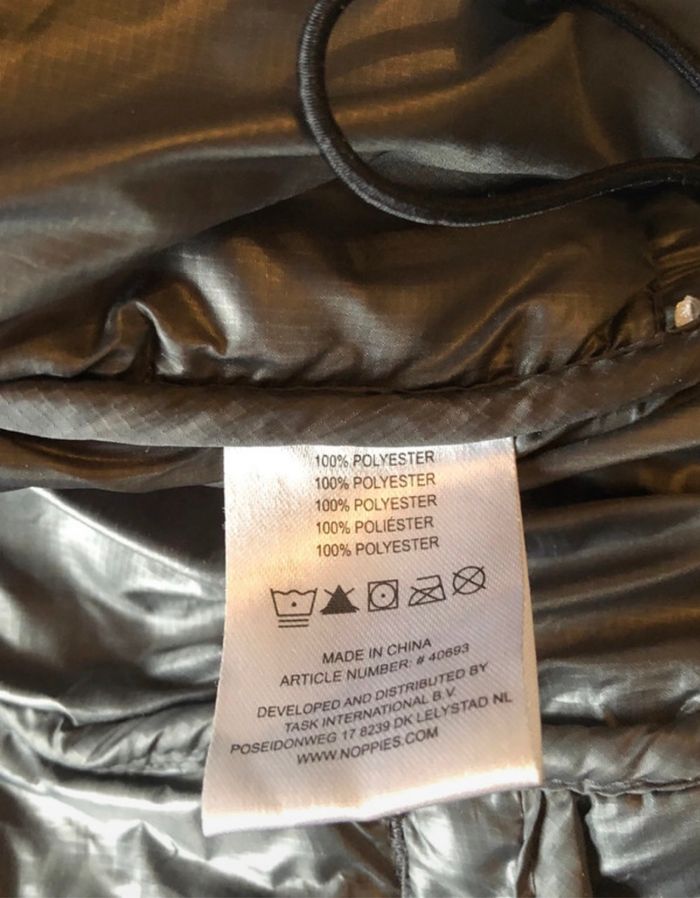 100% POLYESTER
100% POLYESTER
100% POLYESTER
100% POLIÉSTER
100% POLYESTER
MADE IN CHINA
ARTICLE NUMBER: # 40693
DEVELOPED AND DISTRIBUTED BY
TASK INTERNATIONAL B.V.
POSEIDONWEG 17 8239 DK LELYSTAD NL
WWW.NOPPIES.COM